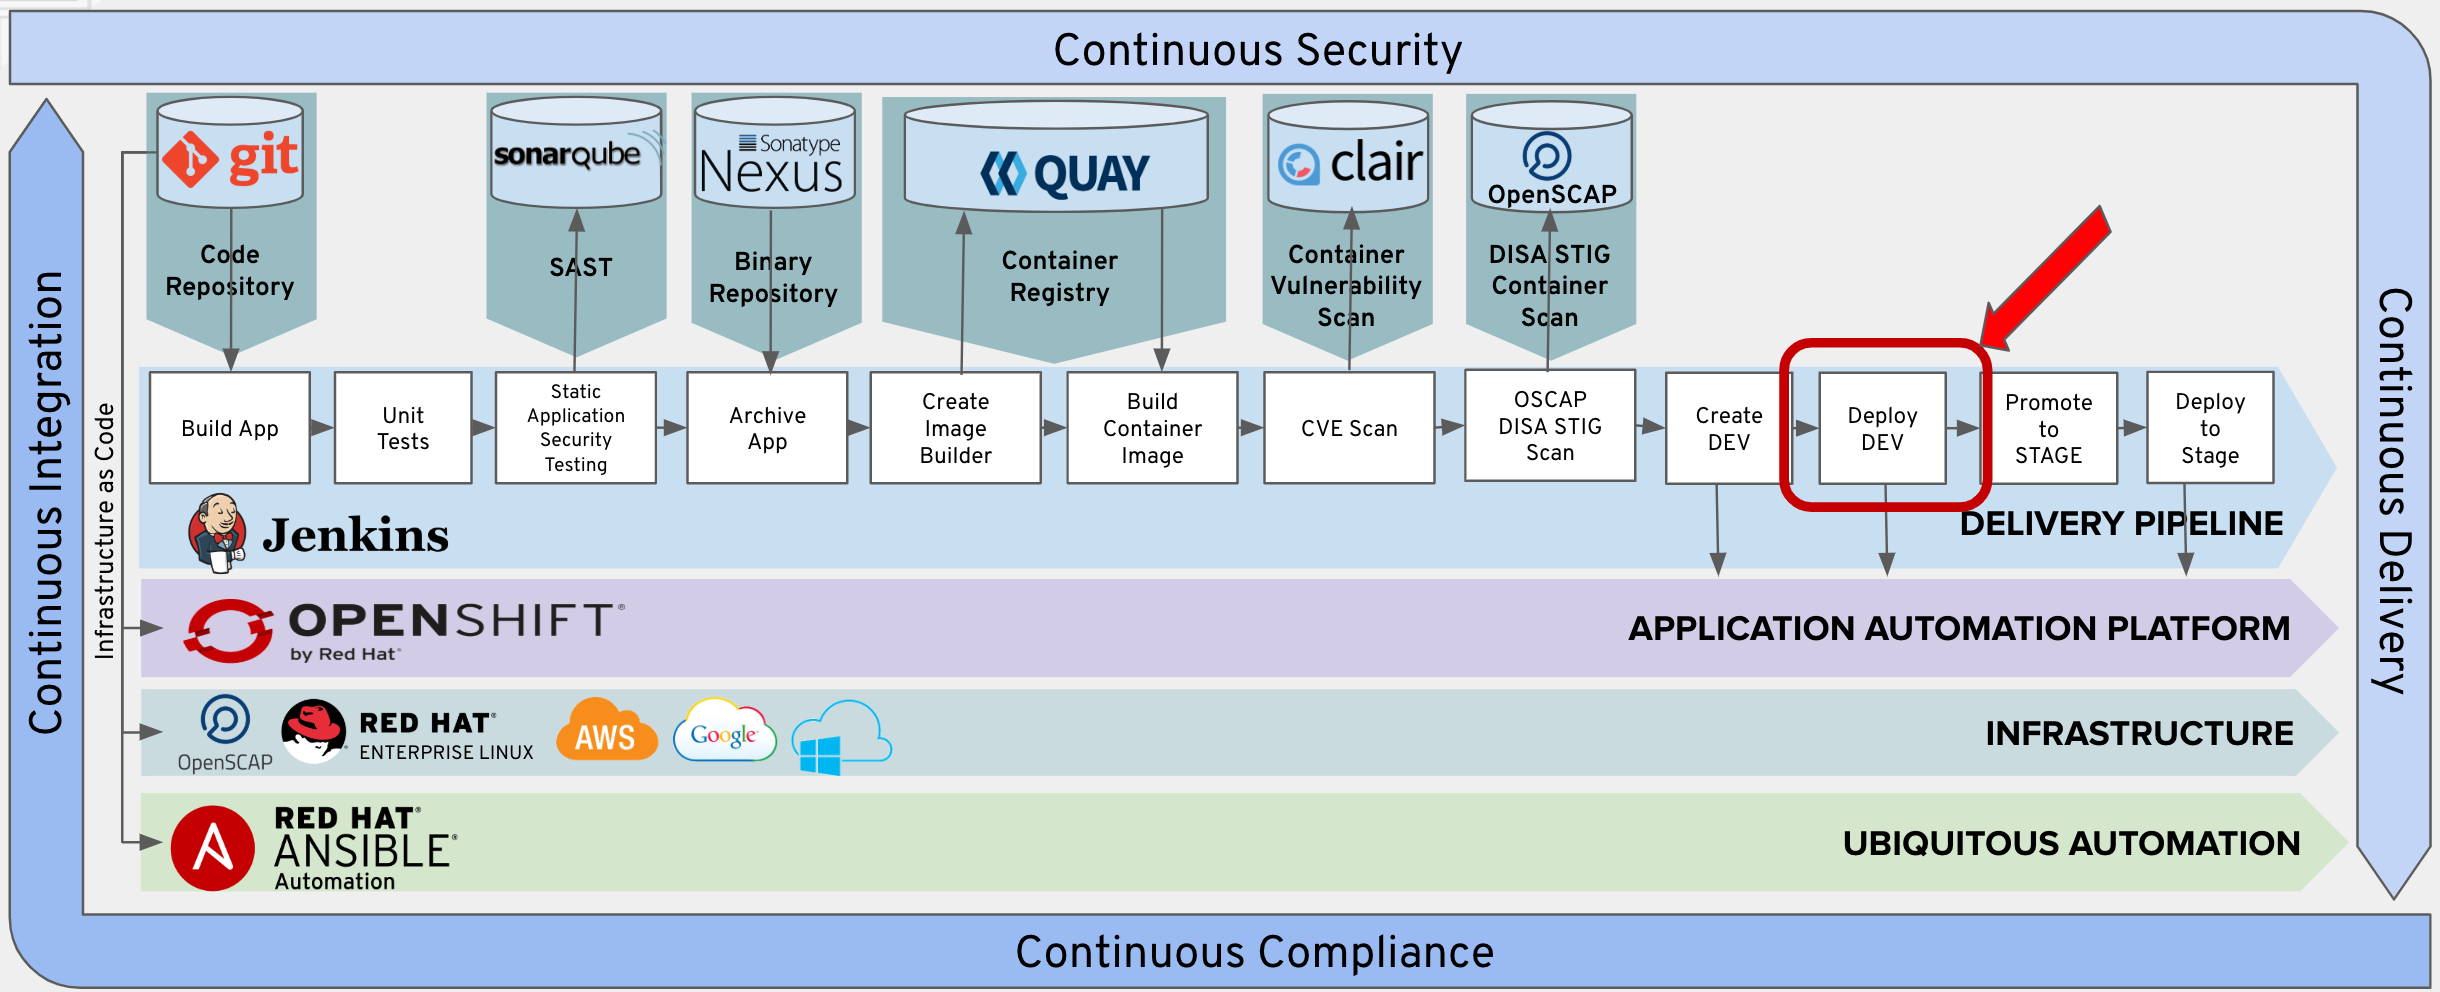 Continuous Security
Continuous Integration
Infrastructure as Code
git
Code
Repository
sonarqube
SAST
Sonatype
Nexus
Binary
Repository
QUAY
Container
Registry
clair
Container
Vulnerability
Scan
OpenSCAP
DISA STIG
Container
Scan
Build App
Unit
Tests
Static
Application
Security
Testing
Archive
App
Create
Image
Builder
Build
Container
Image
CVE Scan
OSCAP
DISA STIG
Scan
Create
DEV
Deploy
DEV
Promote
to
STAGE
Deploy
to
Stage
Jenkins
DELIVERY PIPELINE
OPENSHIFT®
by Red Hat®
APPLICATION AUTOMATION PLATFORM
OpenSCAP
RED HAT®
ENTERPRISE LINUX
AWS
Google
INFRASTRUCTURE
RED HAT®
ANSIBLE®
Automation
UBIQUITOUS AUTOMATION
Continuous Delivery
Continuous Compliance